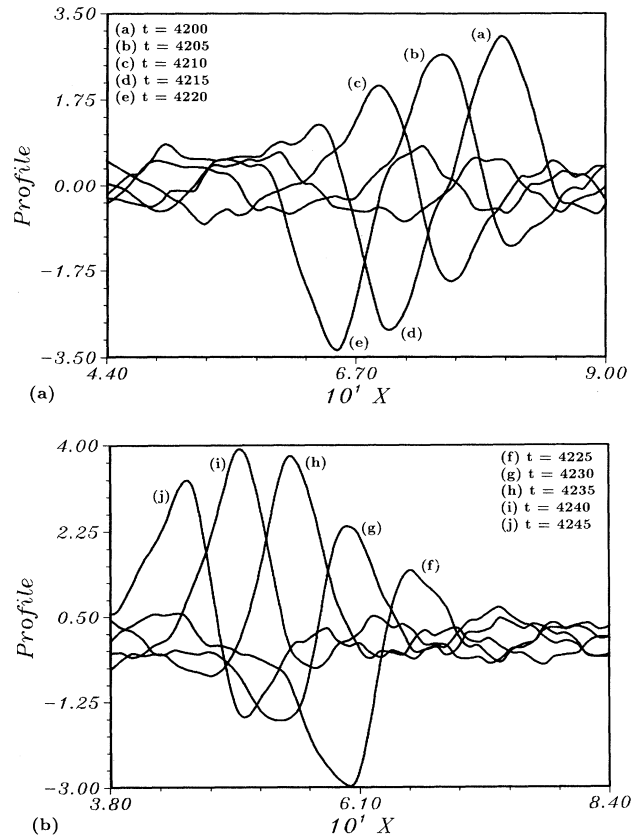 3.50
1.75
0.00
−1.75
−3.50
Profile
(a) t = 4200
(b) t = 4205
(c) t = 4210
(d) t = 4215
(e) t = 4220
(a)
(b)
(c)
(d)
(e)
4.40
6.70
9.00
10¹ X
(a)
4.00
2.25
0.50
−1.25
−3.00
Profile
(f) t = 4225
(g) t = 4230
(h) t = 4235
(i) t = 4240
(j) t = 4245
(i)
(h)
(j)
(g)
(f)
3.80
6.10
8.40
10¹ X
(b)